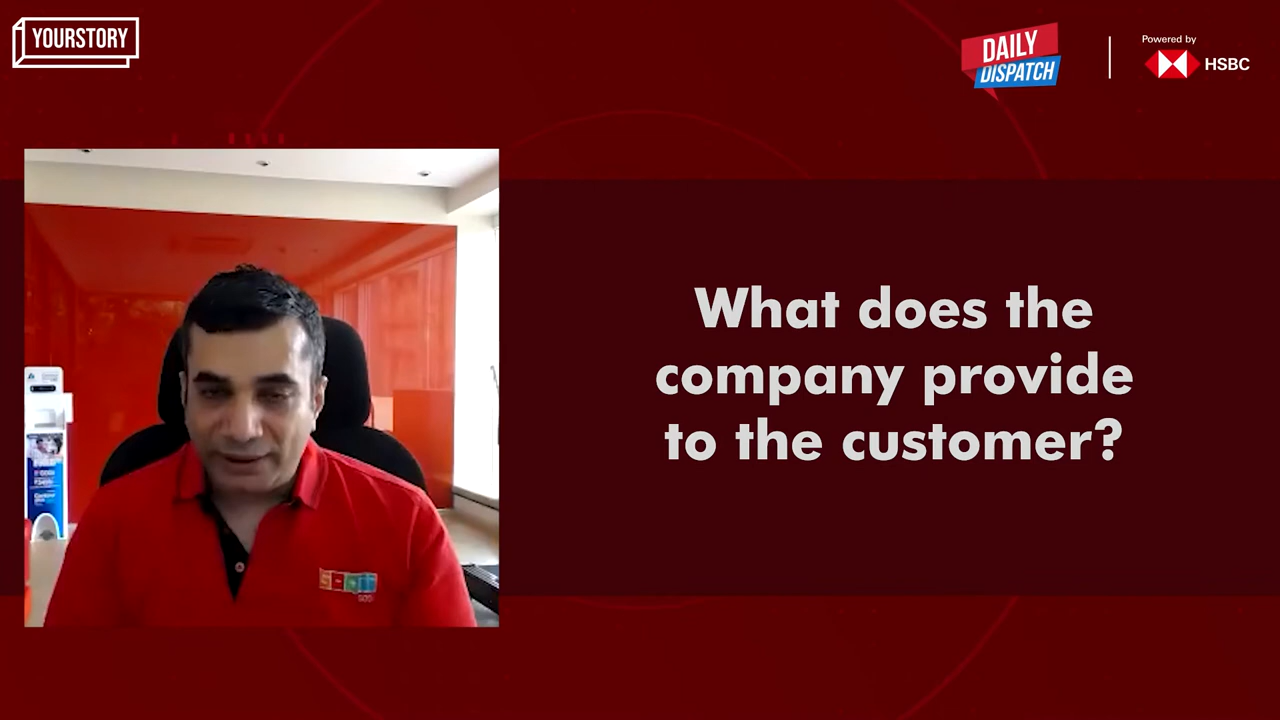 YOURSTORY
DAILY
DISPATCH
Powered by
HSBC
What does the
company provide
to the customer?